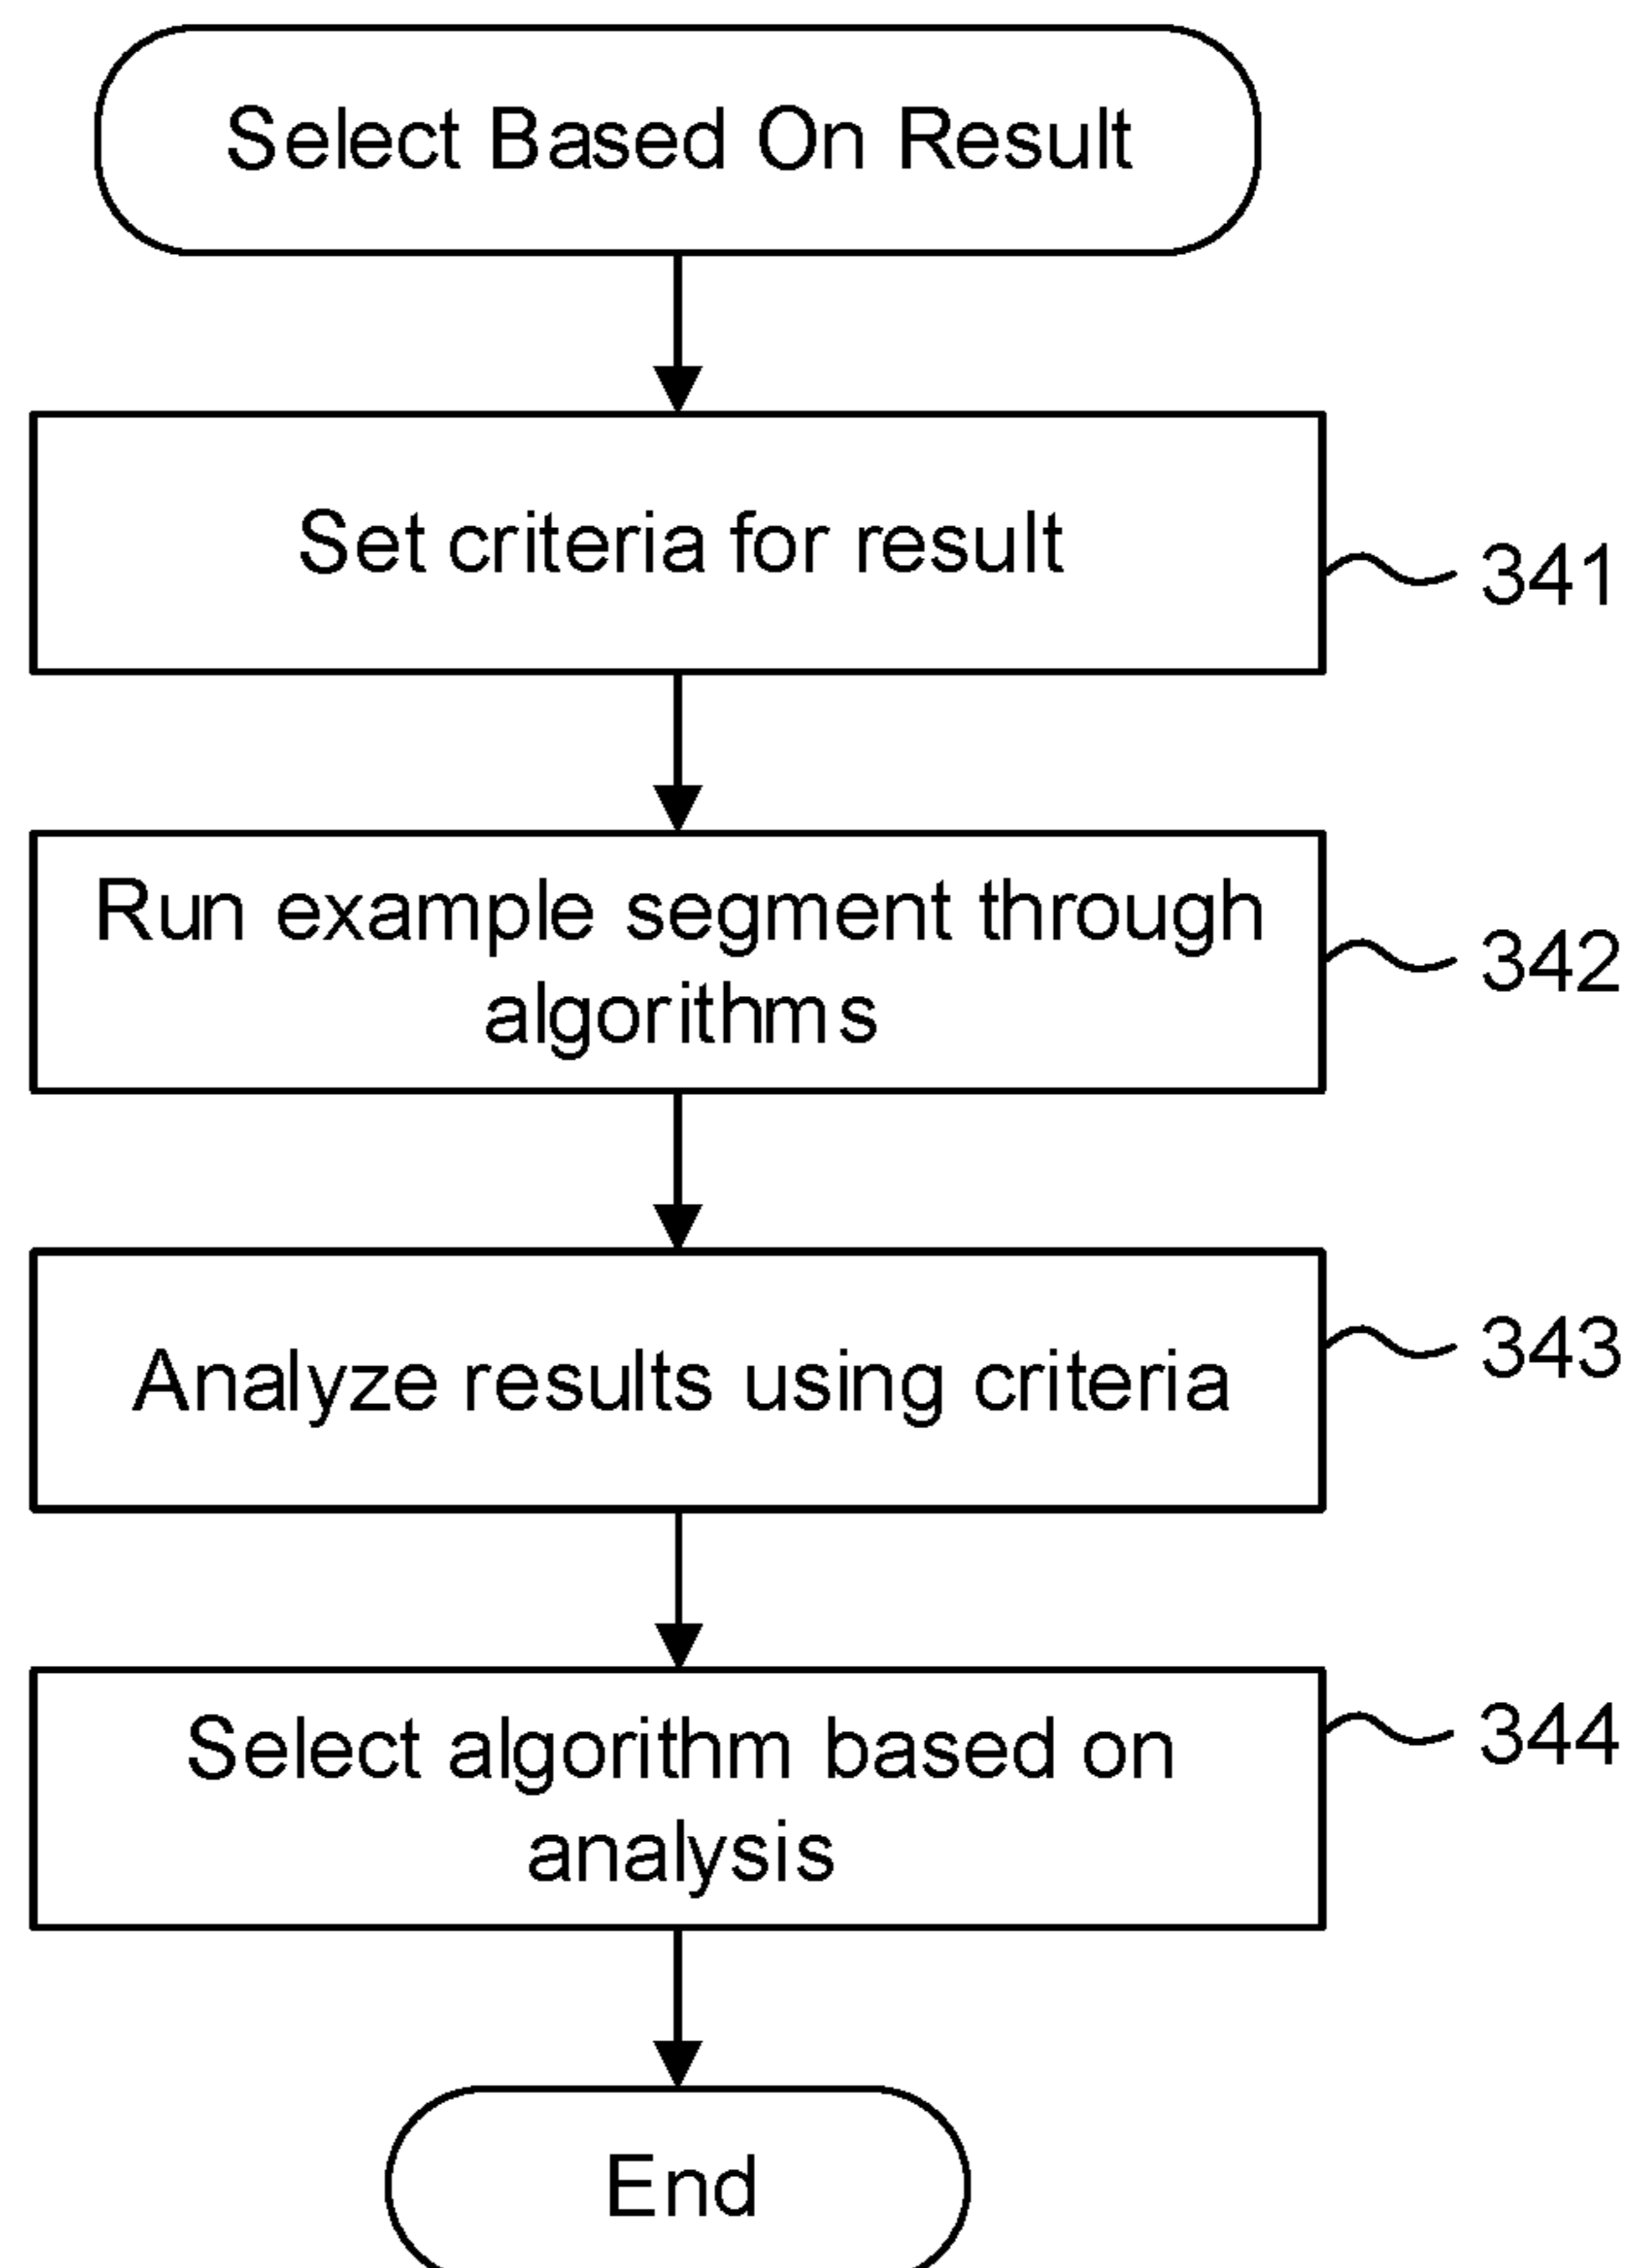 Select Based On Result
Set criteria for result
341
Run example segment through
algorithms
342
Analyze results using criteria
343
Select algorithm based on
analysis
344
End